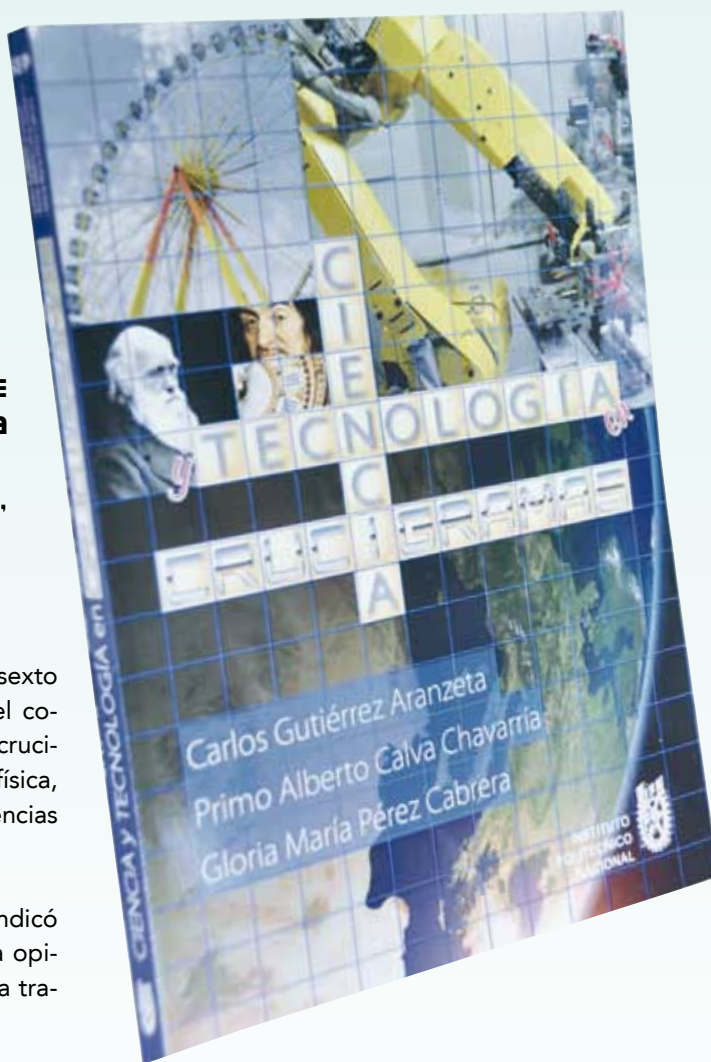 E
a
,
sexto
el co-
cruci-
física,
encias
ndicó
a opi-
a tra-
CIENCIA
y TECNOLOGÍA en
CRUCIGRAMAS
Carlos Gutiérrez Aranzeta
Primo Alberto Calva Chavarría
Gloria María Pérez Cabrera
INSTITUTO
POLITÉCNICO
NACIONAL
CIENCIA y TECNOLOGÍA en